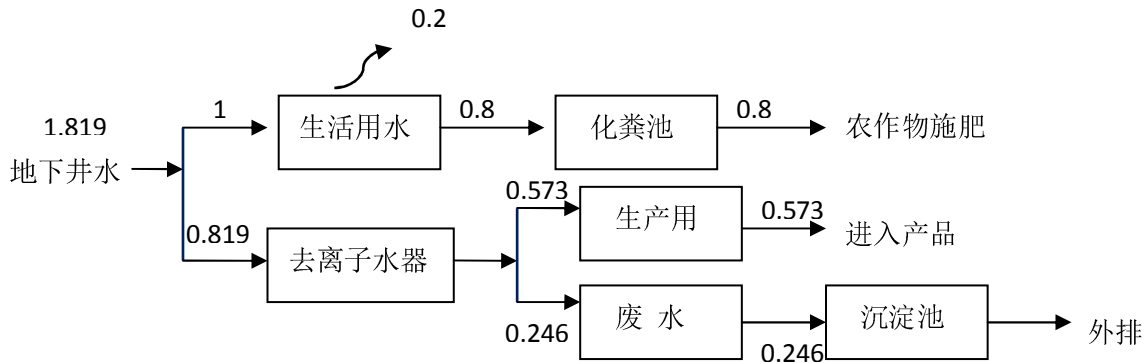 0.2
1.819
地下井水
1
生活用水
0.8
化粪池
0.8
农作物施肥
0.819
去离子水器
0.573
生产用
0.573
进入产品
0.246
废 水
0.246
沉淀池
外排